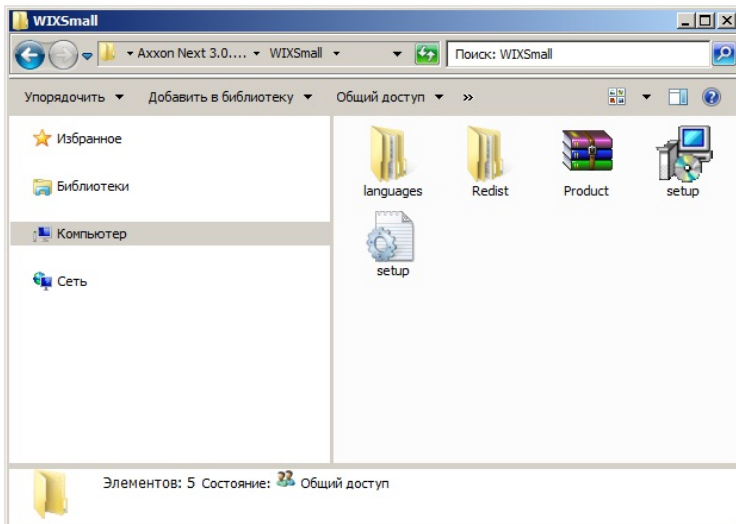 WIXSmall
Axxon Next 3.0.... WIXSmall Поиск: WIXSmall
Упорядочить Добавить в библиотеку Общий доступ »
Избранное
Библиотеки
Компьютер
Сеть
languages Redist Product setup
setup
Элементов: 5 Состояние: Общий доступ